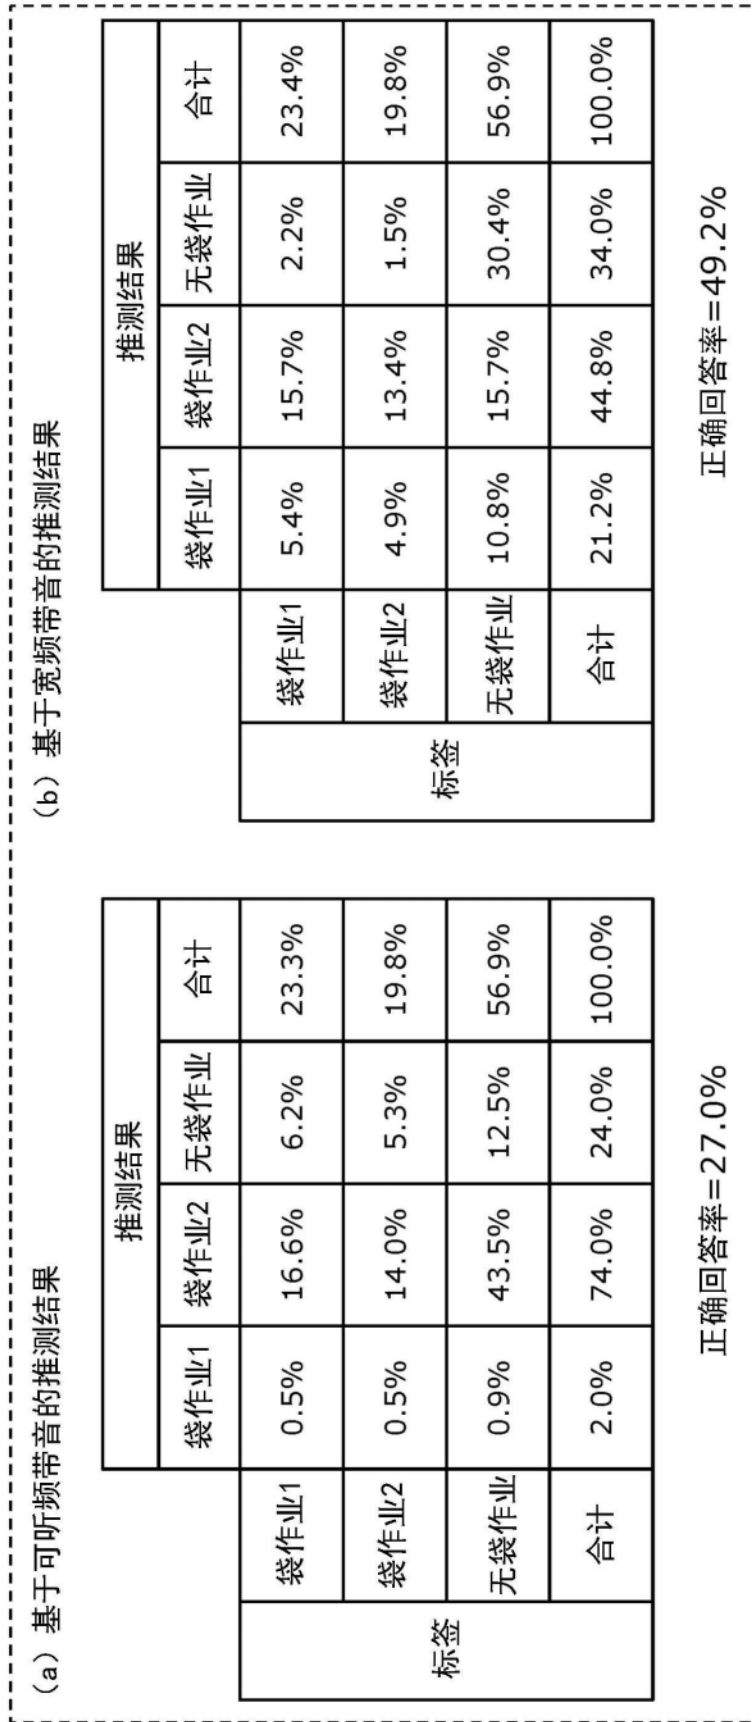 (a) 基于可听频带音的推测结果
推测结果
袋作业1 袋作业2 无袋作业 合计
标签
袋作业1 0.5% 16.6% 6.2% 23.3%
袋作业2 0.5% 14.0% 5.3% 19.8%
无袋作业 0.9% 43.5% 12.5% 56.9%
合计 2.0% 74.0% 24.0% 100.0%
正确回答率=27.0%
(b) 基于宽频带音的推测结果
推测结果
袋作业1 袋作业2 无袋作业 合计
标签
袋作业1 5.4% 15.7% 2.2% 23.4%
袋作业2 4.9% 13.4% 1.5% 19.8%
无袋作业 10.8% 15.7% 30.4% 56.9%
合计 21.2% 44.8% 34.0% 100.0%
正确回答率=49.2%